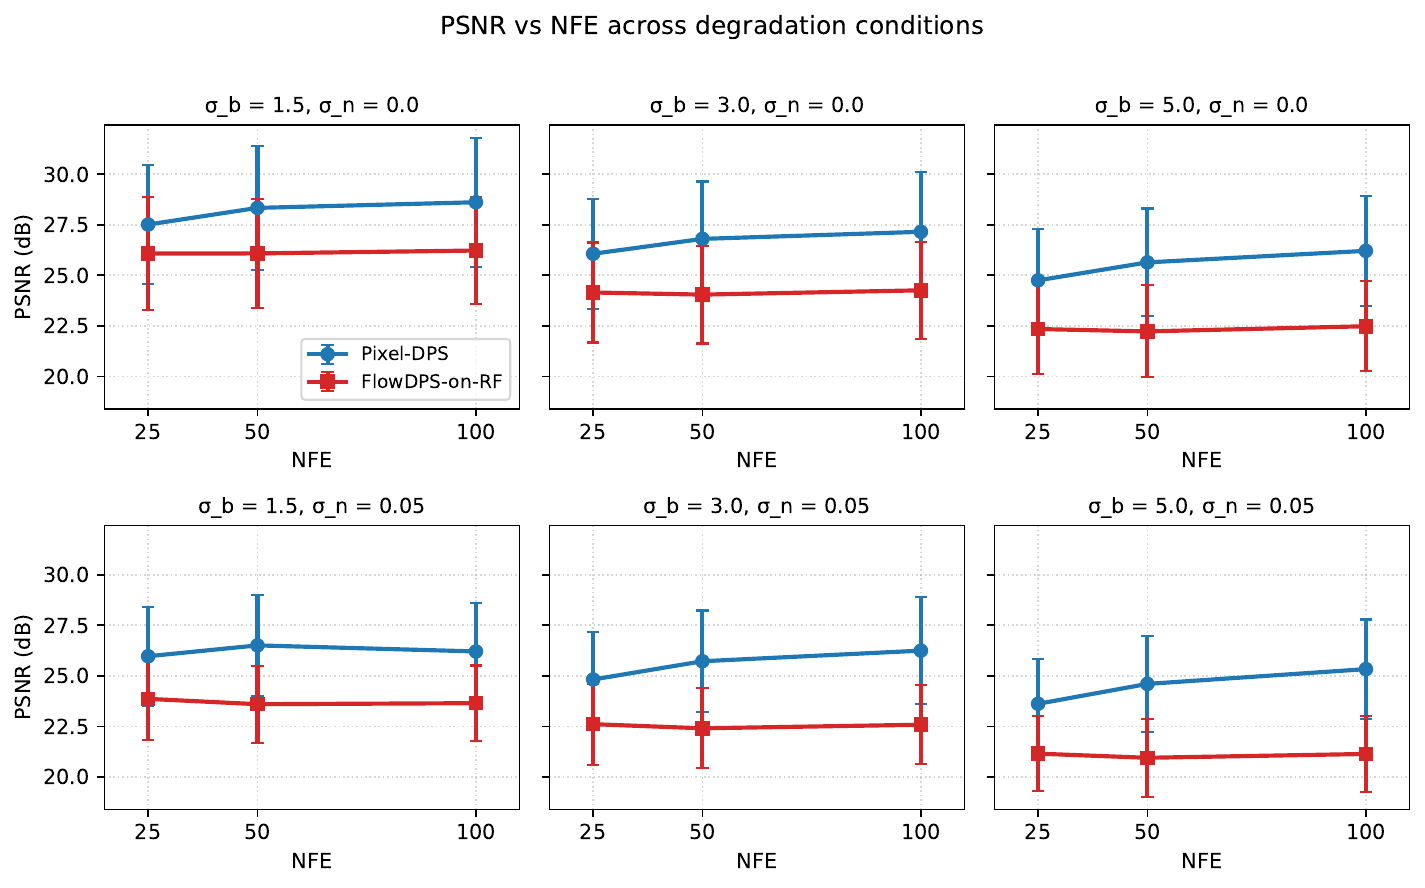 PSNR vs NFE across degradation conditions
σ_b = 1.5, σ_n = 0.0
σ_b = 3.0, σ_n = 0.0
σ_b = 5.0, σ_n = 0.0
PSNR (dB)
30.0
27.5
25.0
22.5
20.0
Pixel-DPS
FlowDPS-on-RF
25 50 100
25 50 100
25 50 100
NFE
NFE
NFE
σ_b = 1.5, σ_n = 0.05
σ_b = 3.0, σ_n = 0.05
σ_b = 5.0, σ_n = 0.05
PSNR (dB)
30.0
27.5
25.0
22.5
20.0
25 50 100
25 50 100
25 50 100
NFE
NFE
NFE